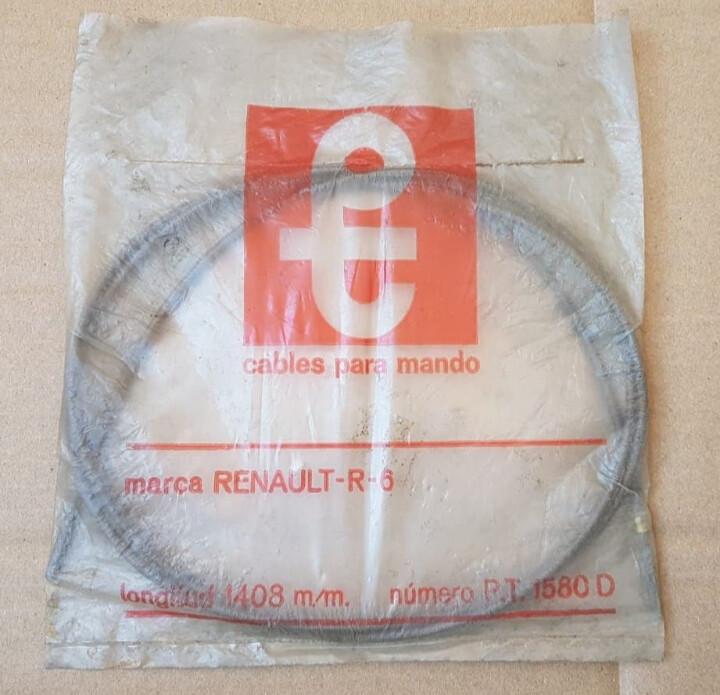 cables para mando
marca RENAULT-R-6
longitud 1408 m/m. número P.T. 1580 D